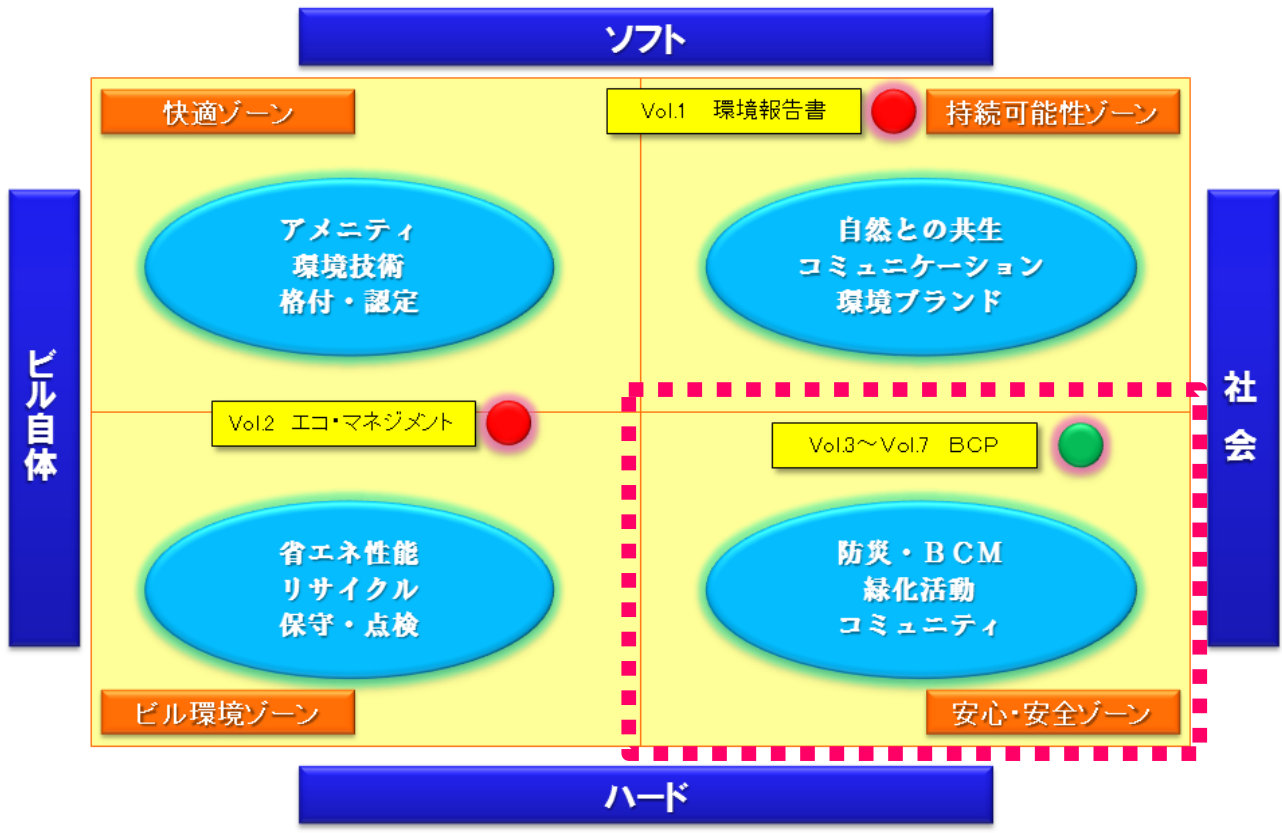 ソフト
快適ゾーン
Vol.1 環境報告書
持続可能性ゾーン
アメニティ
環境技術
格付・認定
自然との共生
コミュニケーション
環境ブランド
ビル自体
社会
Vol.2 エコ・マネジメント
Vol.3～Vol.7 BCP
省エネ性能
リサイクル
保守・点検
防災・BCM
緑化活動
コミュニティ
ビル環境ゾーン
安心・安全ゾーン
ハード